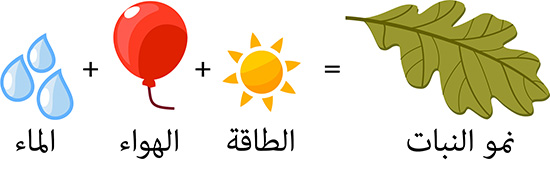 الماء + الهواء + الطاقة = نمو النبات